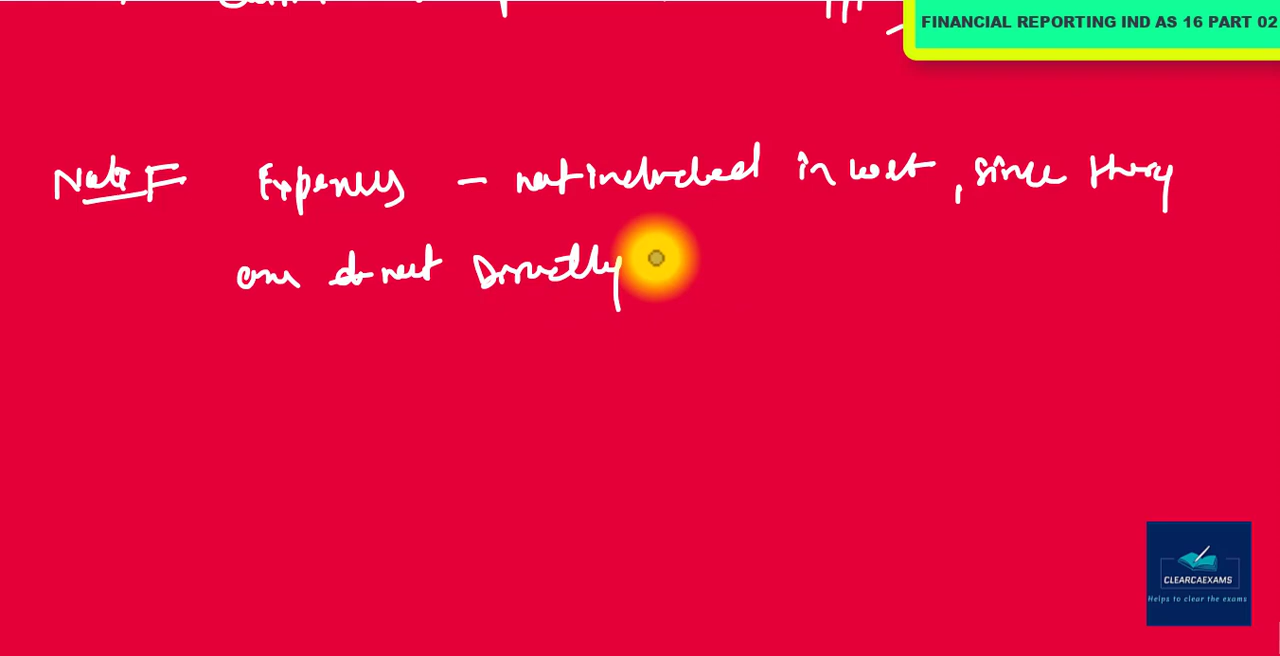 FINANCIAL REPORTING IND AS 16 PART 02
Note F Expenses - not included in cost, since they
are do not Directly
CLEARCAEXAMS
Helps to clear the exams